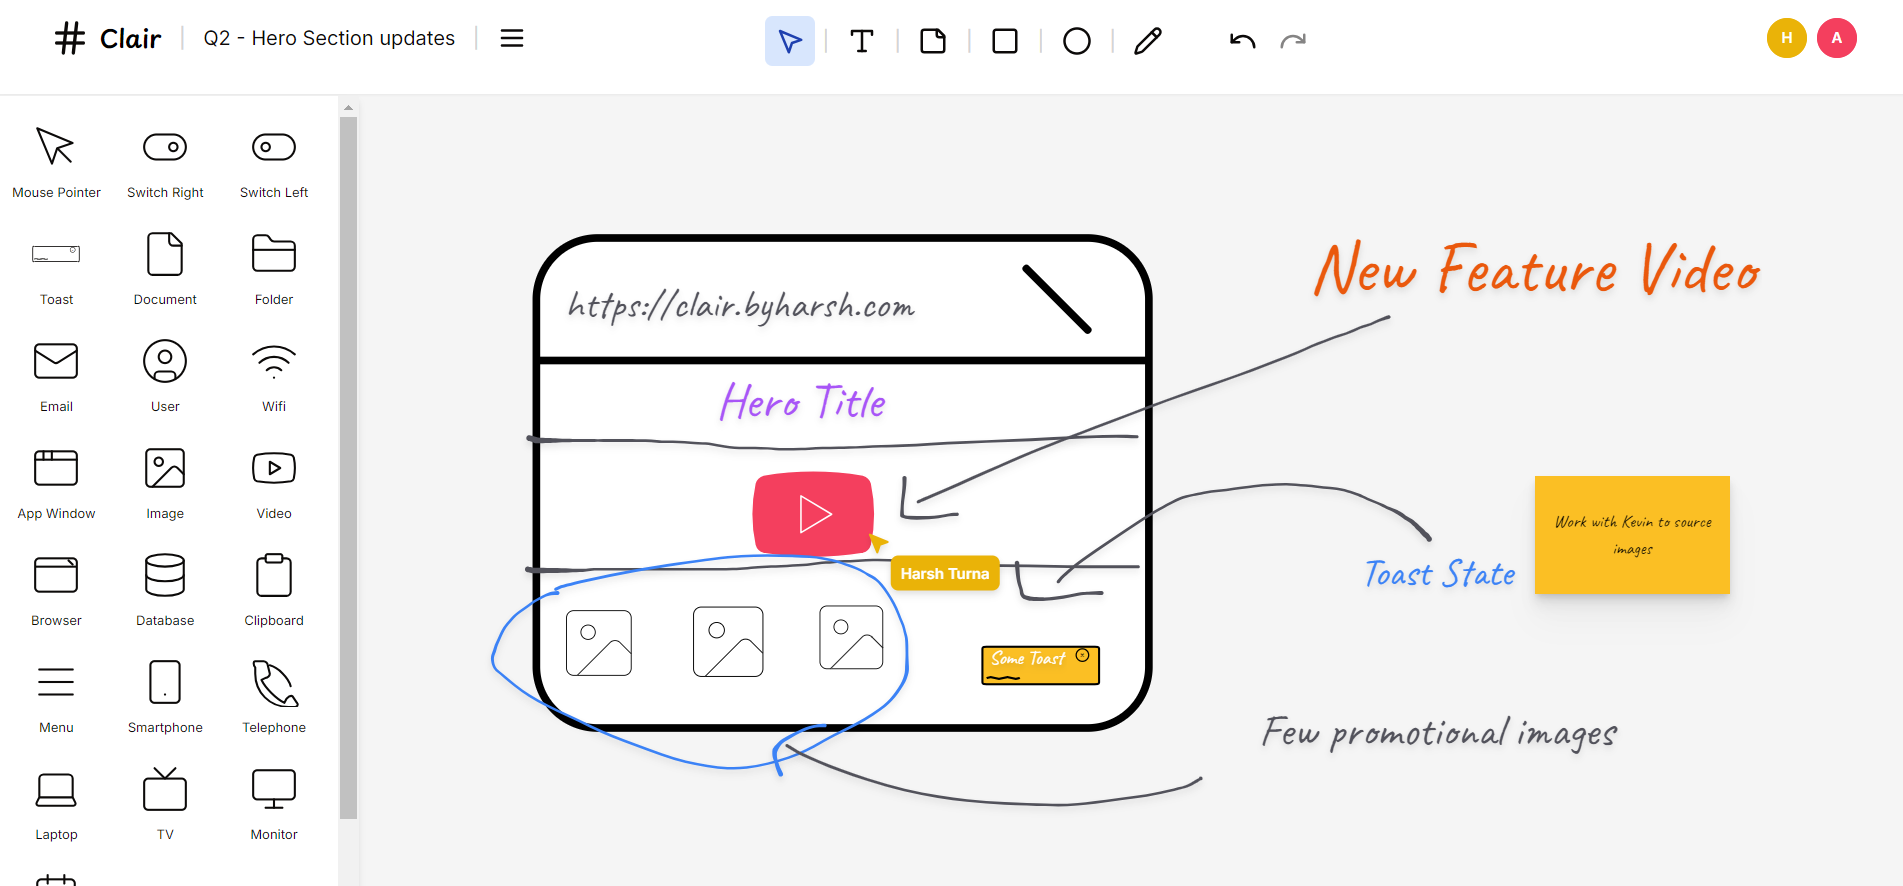 Clair
Q2 - Hero Section updates
T
H
A
Mouse Pointer
Switch Right
Switch Left
Toast
Document
Folder
Email
User
Wifi
App Window
Image
Video
Browser
Database
Clipboard
Menu
Smartphone
Telephone
Laptop
TV
Monitor
https://clair.byharsh.com
Hero Title
Harsh Turna
Some Toast
New Feature Video
Toast State
Work with Kevin to source
images
Few promotional images